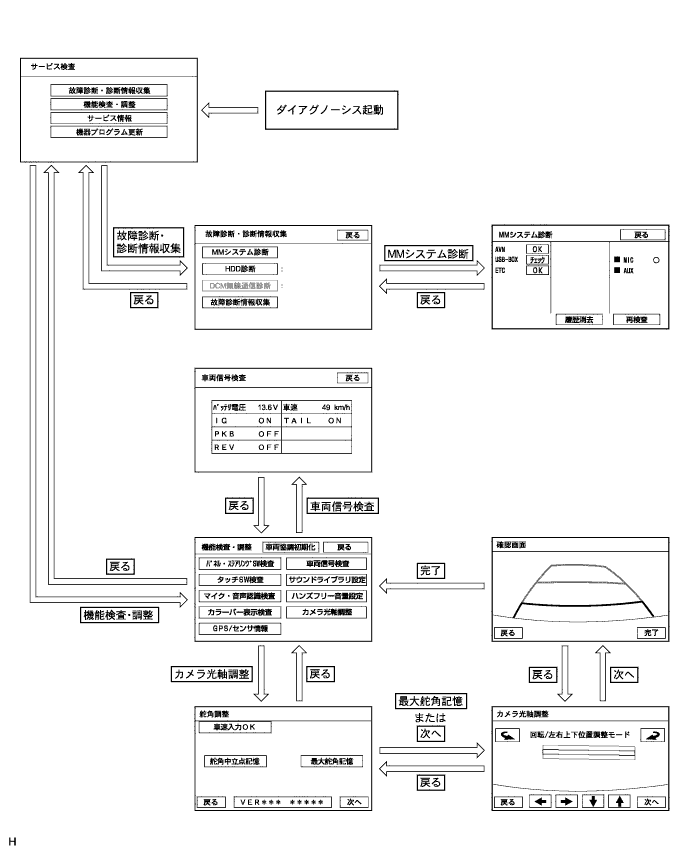 サービス検査
故障診断・診断情報収集
機能検査・調整
サービス情報
機器プログラム更新
ダイアグノーシス起動
故障診断・
診断情報収集
戻る
故障診断・診断情報収集 戻る
MMシステム診断
HDD診断 :
DCM無線通信診断 :
故障診断情報収集
MMシステム診断
戻る
MMシステム診断 戻る
AVN OK
USB-BOX チェック
ETC OK
■ MIC ○
■ AUX
履歴消去 再検査
車両信号検査 戻る
バッテリ電圧 13.6V 車速 49 km/h
IG ON TAIL ON
PKB OFF
REV OFF
戻る
車両信号検査
機能検査・調整 車両協調初期化 戻る
パネル・ステアリングSW検査 車両信号検査
タッチSW検査 サウンドライブラリ設定
マイク・音声認識検査 ハンズフリー音量設定
カラーバー表示検査 カメラ光軸調整
GPS/センサ情報
戻る
機能検査・調整
完了
確認画面
戻る 完了
カメラ光軸調整
戻る
戻る
次へ
舵角調整
車速入力OK
舵角中立点記憶 最大舵角記憶
戻る VER*** ***** 次へ
最大舵角記憶
または
次へ
戻る
カメラ光軸調整
回転/左右上下位置調整モード
戻る 次へ
H